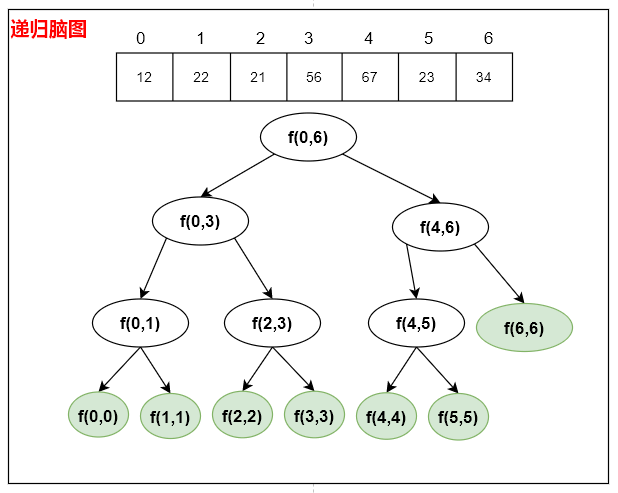 递归脑图
0 1 2 3 4 5 6
12 22 21 56 67 23 34
f(0,6)
f(0,3) f(4,6)
f(0,1) f(2,3) f(4,5) f(6,6)
f(0,0) f(1,1) f(2,2) f(3,3) f(4,4) f(5,5)